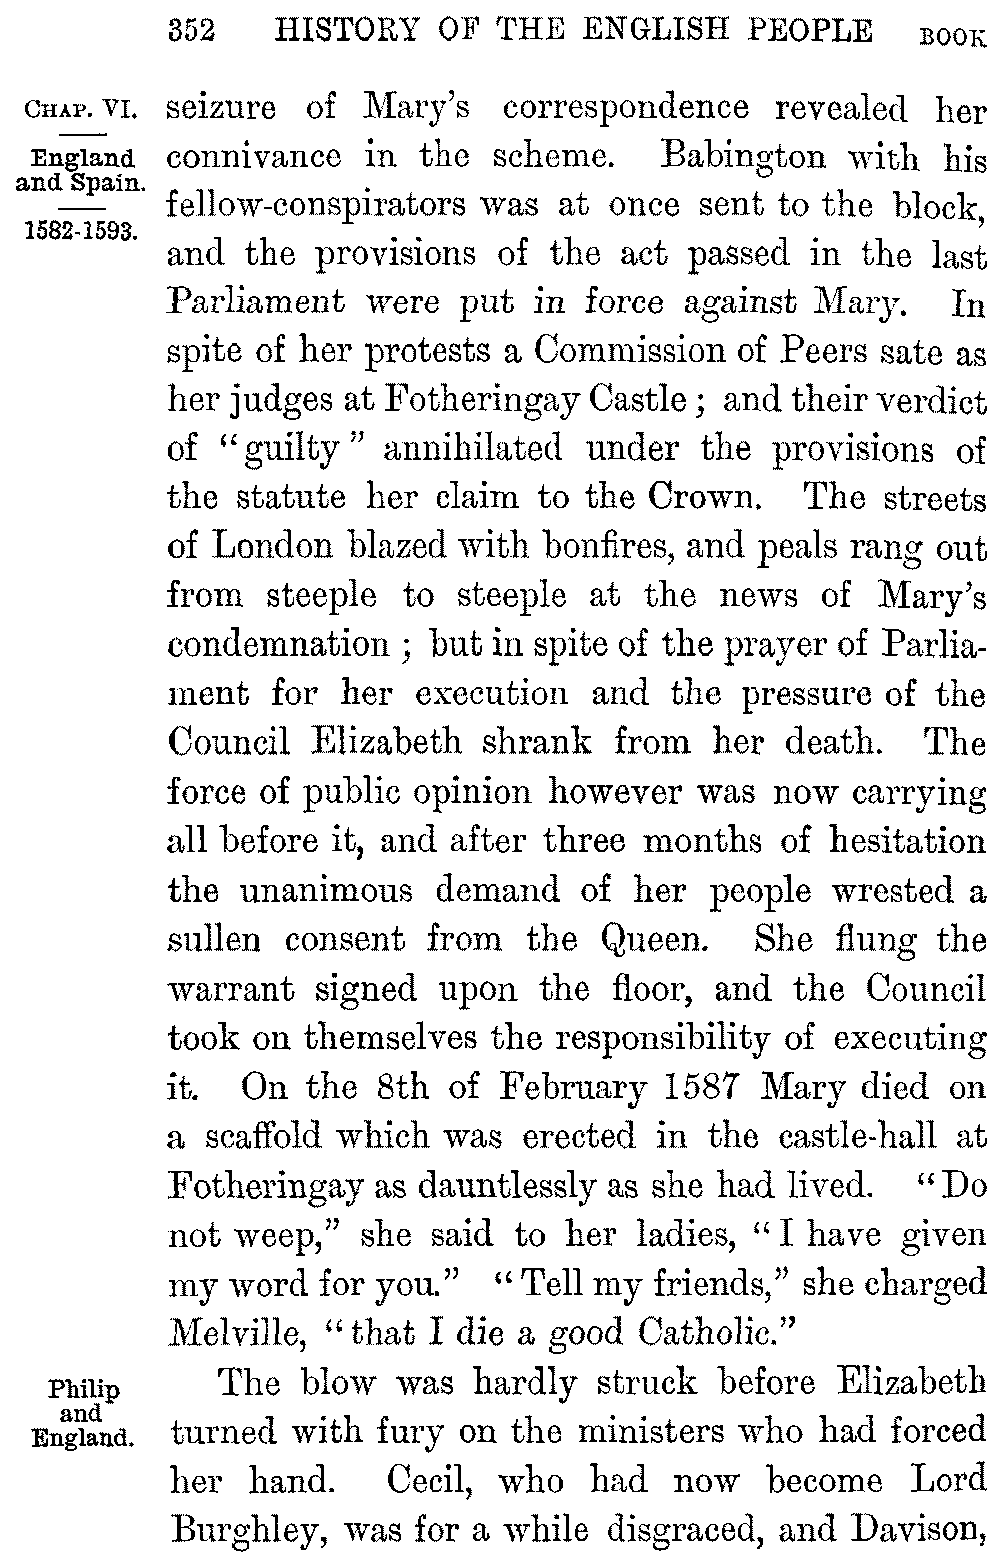 352 HISTORY OF THE ENGLISH PEOPLE BOOK
CHAP. VI.
England
and Spain.
1582-1593.
seizure of Mary's correspondence revealed her
connivance in the scheme. Babington with his
fellow-conspirators was at once sent to the block,
and the provisions of the act passed in the last
Parliament were put in force against Mary. In
spite of her protests a Commission of Peers sate as
her judges at Fotheringay Castle; and their verdict
of "guilty" annihilated under the provisions of
the statute her claim to the Crown. The streets
of London blazed with bonfires, and peals rang out
from steeple to steeple at the news of Mary's
condemnation; but in spite of the prayer of Parlia-
ment for her execution and the pressure of the
Council Elizabeth shrank from her death. The
force of public opinion however was now carrying
all before it, and after three months of hesitation
the unanimous demand of her people wrested a
sullen consent from the Queen. She flung the
warrant signed upon the floor, and the Council
took on themselves the responsibility of executing
it. On the 8th of February 1587 Mary died on
a scaffold which was erected in the castle-hall at
Fotheringay as dauntlessly as she had lived. "Do
not weep," she said to her ladies, "I have given
my word for you." "Tell my friends," she charged
Melville, "that I die a good Catholic."
Philip
and
England.
The blow was hardly struck before Elizabeth
turned with fury on the ministers who had forced
her hand. Cecil, who had now become Lord
Burghley, was for a while disgraced, and Davison,